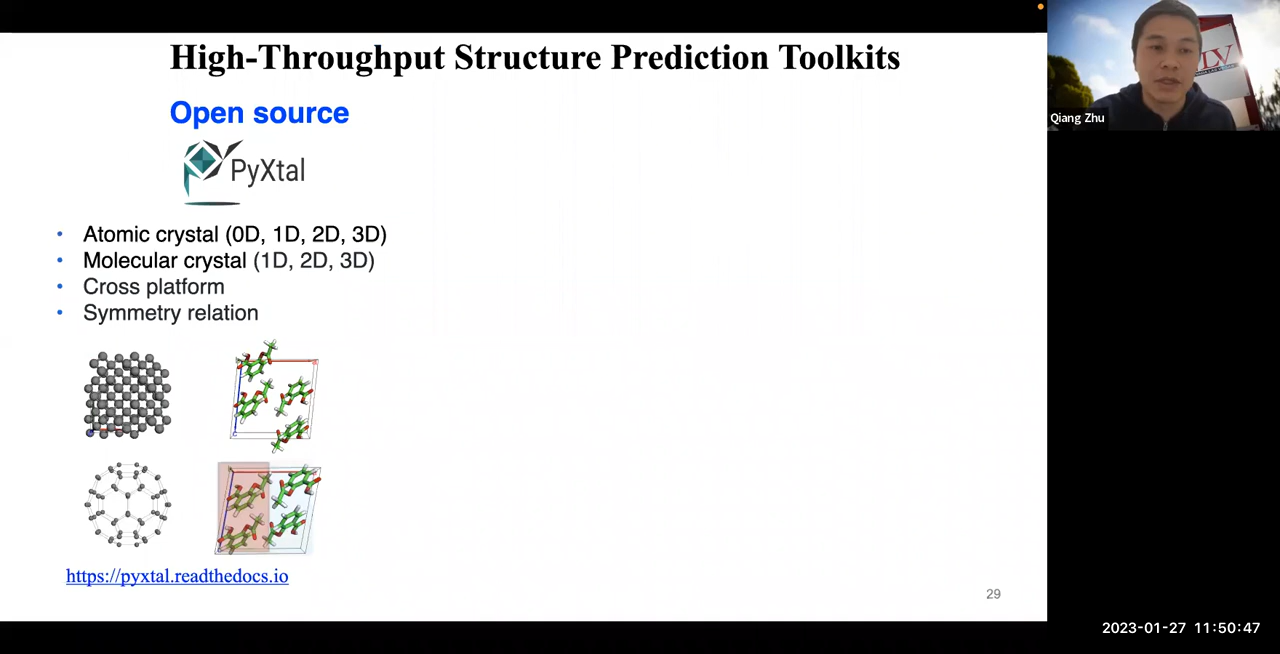 High-Throughput Structure Prediction Toolkits
Open source
PyXtal
• Atomic crystal (0D, 1D, 2D, 3D)
• Molecular crystal (1D, 2D, 3D)
• Cross platform
• Symmetry relation
https://pyxtal.readthedocs.io
29
Qiang Zhu
LV
2023-01-27 11:50:47